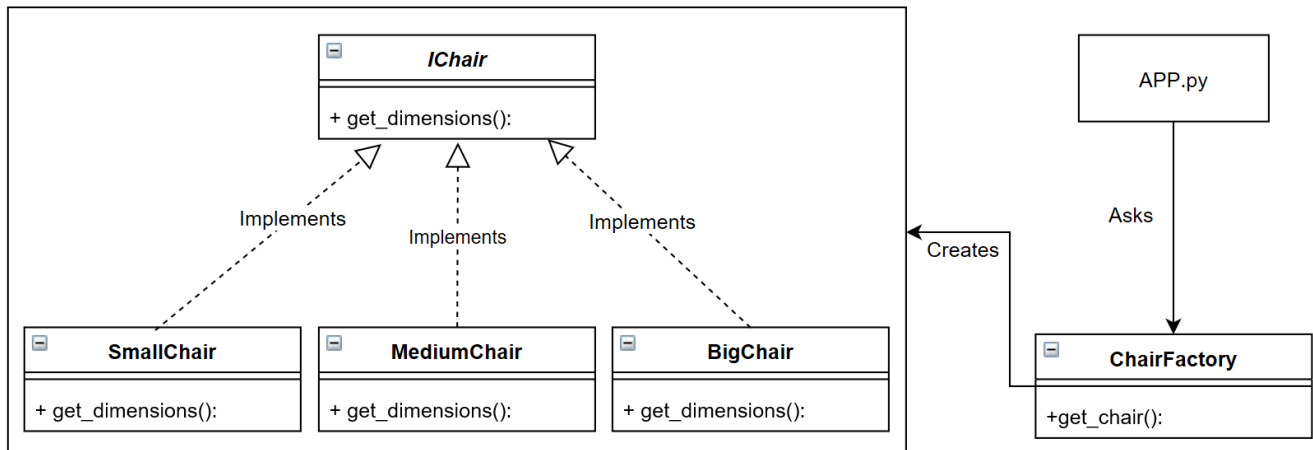 IChair
+ get_dimensions():
APP.py
Implements
Implements
Implements
Asks
Creates
SmallChair
+ get_dimensions():
MediumChair
+ get_dimensions():
BigChair
+ get_dimensions():
ChairFactory
+get_chair():